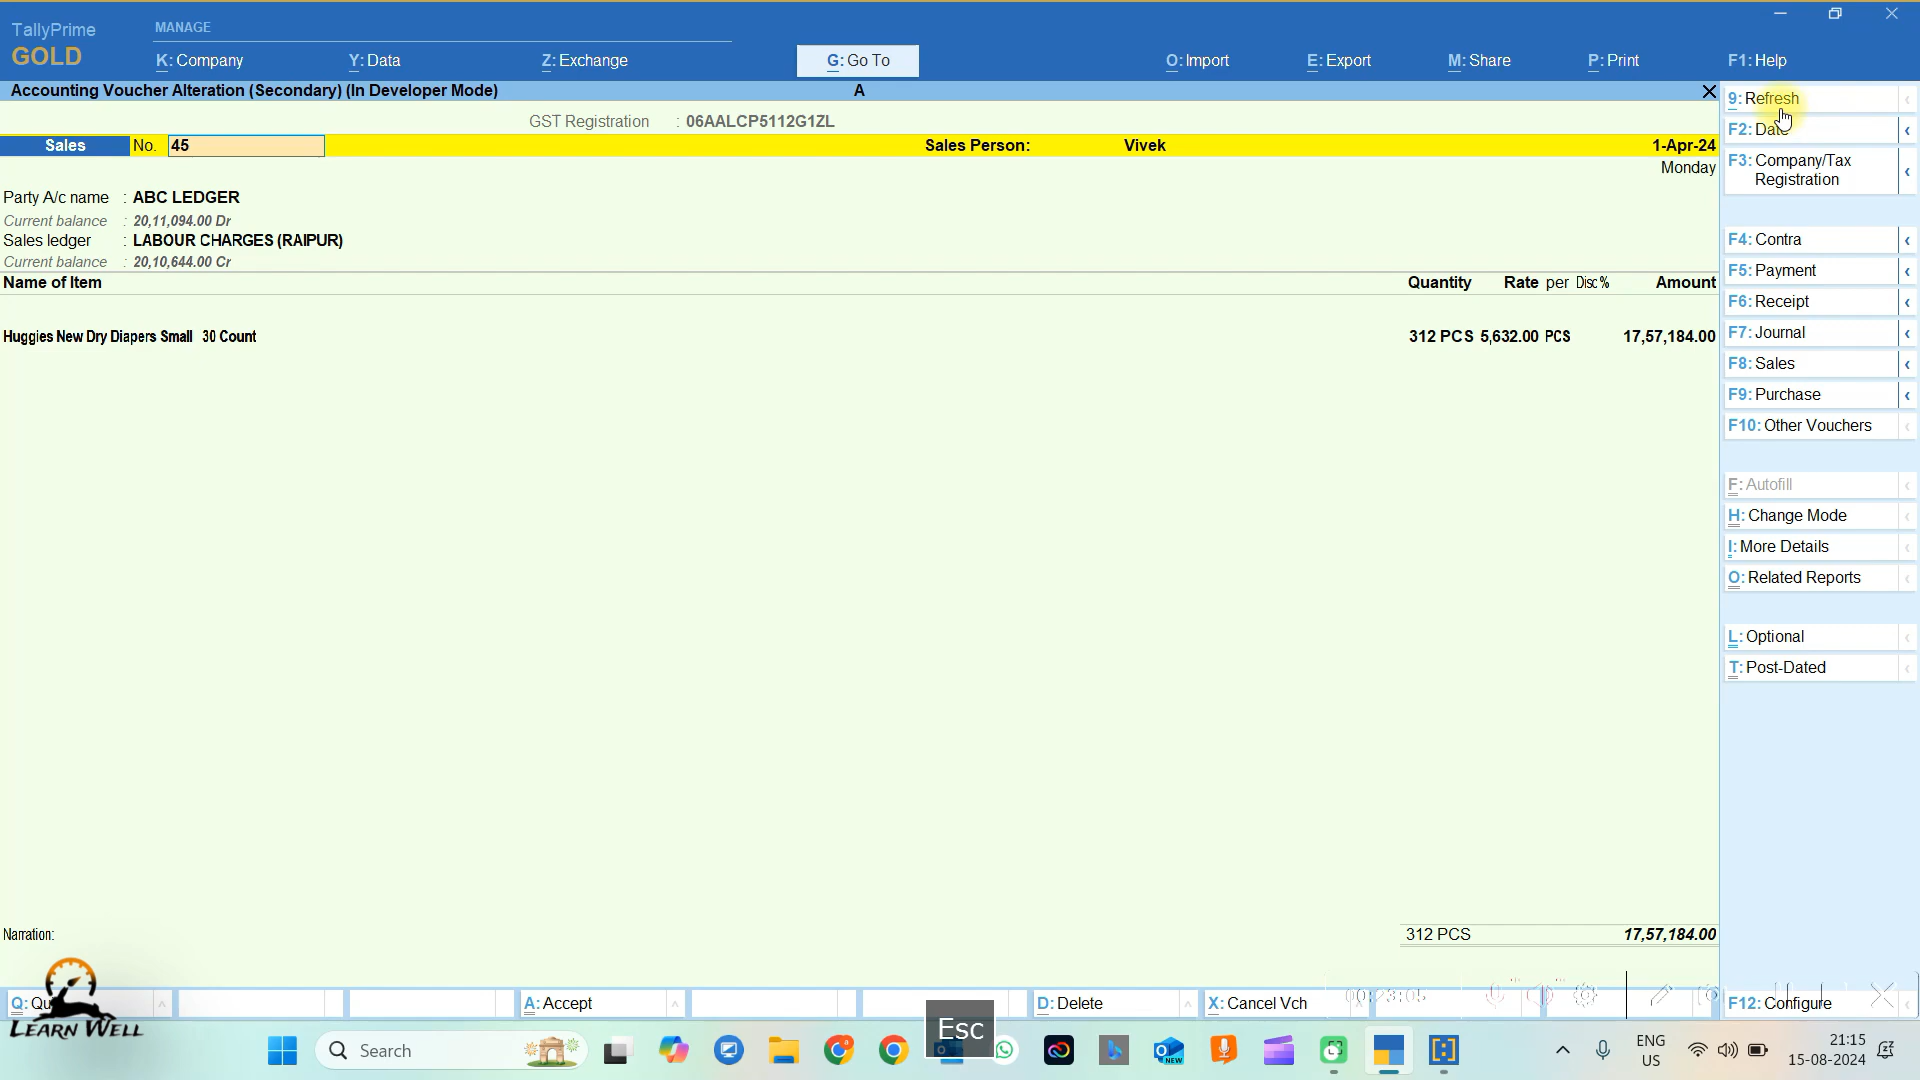 TallyPrime
GOLD
MANAGE
K: Company
Y: Data
Z: Exchange
G: Go To
O: Import
E: Export
M: Share
P: Print
F1: Help
Accounting Voucher Alteration (Secondary) (In Developer Mode)
A
GST Registration : 06AALCP5112G1ZL
Sales No. 45 Sales Person: Vivek 1-Apr-24
Monday
Party A/c name : ABC LEDGER
Current balance : 20,11,094.00 Dr
Sales ledger : LABOUR CHARGES (RAIPUR)
Current balance : 20,10,644.00 Cr
Name of Item Quantity Rate per Disc % Amount
Huggies New Dry Diapers Small 30 Count 312 PCS 5,632.00 PCS 17,57,184.00
Narration: 312 PCS 17,57,184.00
9: Refresh
F2: Date
F3: Company/Tax
Registration
F4: Contra
F5: Payment
F6: Receipt
F7: Journal
F8: Sales
F9: Purchase
F10: Other Vouchers
F: Autofill
H: Change Mode
I: More Details
O: Related Reports
L: Optional
T: Post-Dated
A: Accept
D: Delete
X: Cancel Vch
00:23:05
F12: Configure
LEARN WELL
Esc
Search
ENG
US
21:15
15-08-2024